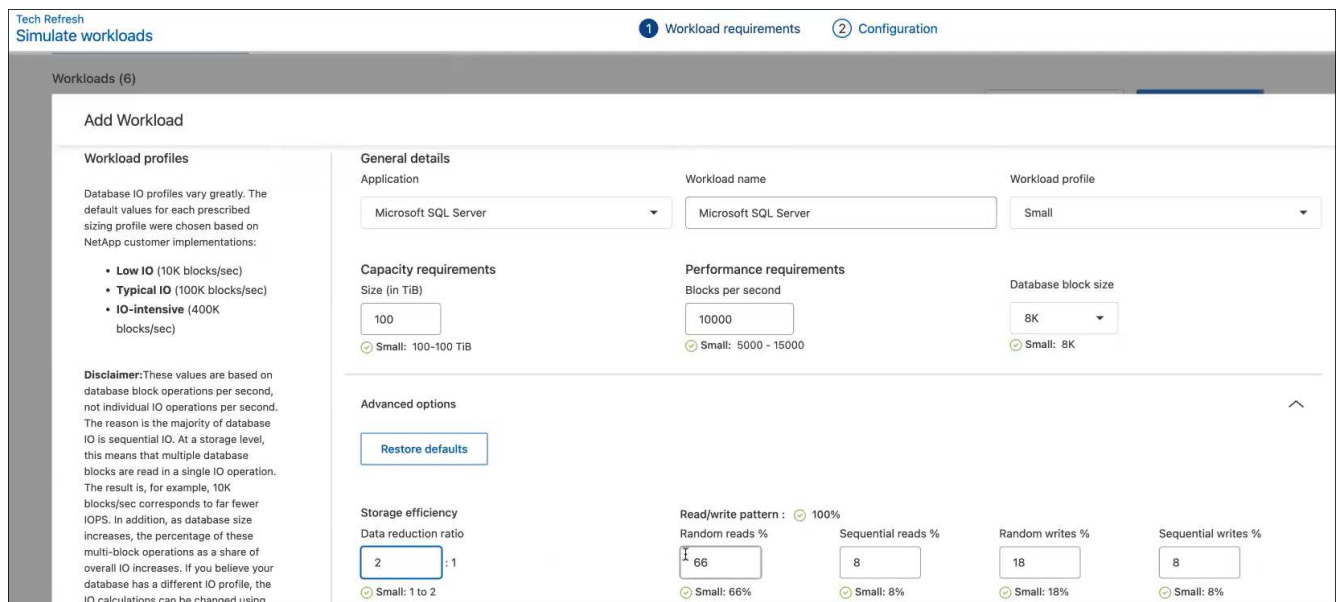 Tech Refresh
Simulate workloads
1 Workload requirements
2 Configuration
Workloads (6)
Add Workload
Workload profiles
Database IO profiles vary greatly. The
default values for each prescribed
sizing profile were chosen based on
NetApp customer implementations:
• Low IO (10K blocks/sec)
• Typical IO (100K blocks/sec)
• IO-intensive (400K
blocks/sec)
Disclaimer:These values are based on
database block operations per second,
not individual IO operations per second.
The reason is the majority of database
IO is sequential IO. At a storage level,
this means that multiple database
blocks are read in a single IO operation.
The result is, for example, 10K
blocks/sec corresponds to far fewer
IOPS. In addition, as database size
increases, the percentage of these
multi-block operations as a share of
overall IO increases. If you believe your
database has a different IO profile, the
IO calculations can be changed using
General details
Application
Workload name
Workload profile
Microsoft SQL Server
Microsoft SQL Server
Small
Capacity requirements
Performance requirements
Size (in TiB)
Blocks per second
Database block size
100
10000
8K
Small: 100-100 TiB
Small: 5000 - 15000
Small: 8K
Advanced options
Restore defaults
Storage efficiency
Read/write pattern : 100%
Data reduction ratio
Random reads %
Sequential reads %
Random writes %
Sequential writes %
2 : 1
66
8
18
8
Small: 1 to 2
Small: 66%
Small: 8%
Small: 18%
Small: 8%